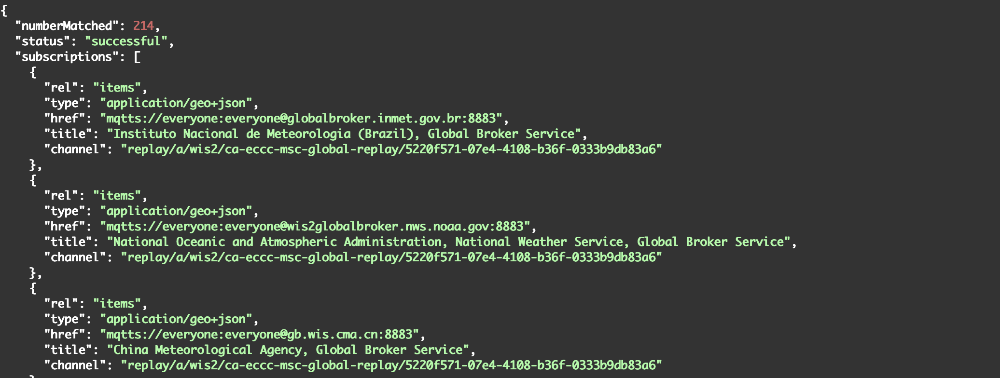 {
  "numberMatched": 214,
  "status": "successful",
  "subscriptions": [
    {
      "rel": "items",
      "type": "application/geo+json",
      "href": "mqtts://everyone:everyone@globalbroker.inmet.gov.br:8883",
      "title": "Instituto Nacional de Meteorologia (Brazil), Global Broker Service",
      "channel": "replay/a/wis2/ca-eccc-msc-global-replay/5220f571-07e4-4108-b36f-0333b9db83a6"
    },
    {
      "rel": "items",
      "type": "application/geo+json",
      "href": "mqtts://everyone:everyone@wis2globalbroker.nws.noaa.gov:8883",
      "title": "National Oceanic and Atmospheric Administration, National Weather Service, Global Broker Service",
      "channel": "replay/a/wis2/ca-eccc-msc-global-replay/5220f571-07e4-4108-b36f-0333b9db83a6"
    },
    {
      "rel": "items",
      "type": "application/geo+json",
      "href": "mqtts://everyone:everyone@gb.wis.cma.cn:8883",
      "title": "China Meteorological Agency, Global Broker Service",
      "channel": "replay/a/wis2/ca-eccc-msc-global-replay/5220f571-07e4-4108-b36f-0333b9db83a6"